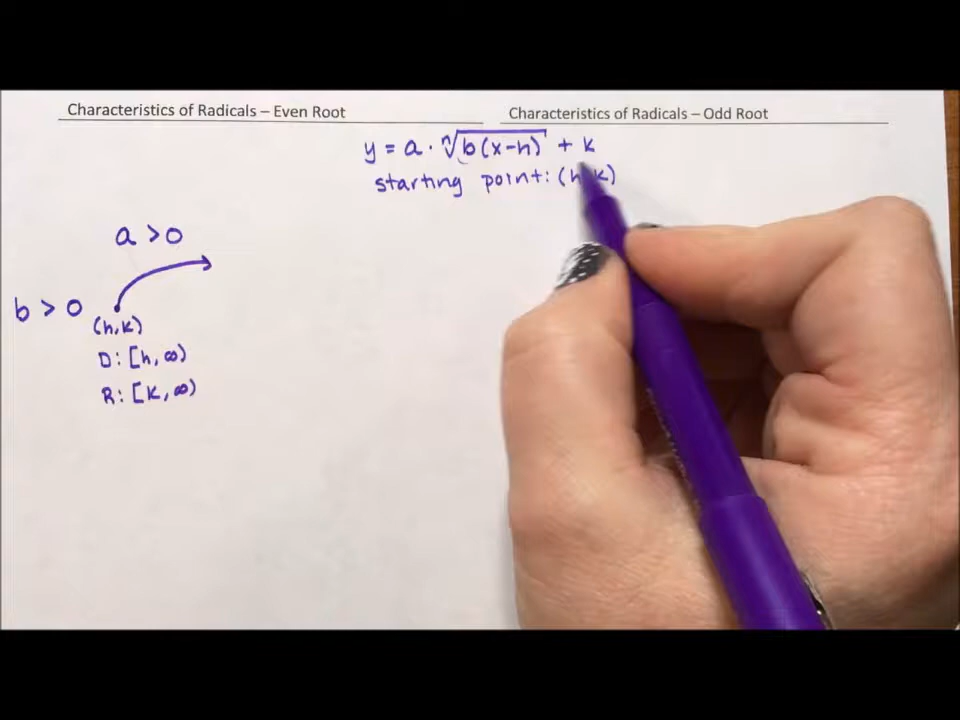 Characteristics of Radicals – Even Root
Characteristics of Radicals – Odd Root
y = a · ⁿ√b(x-h) + k
starting point: (h,k)
a > 0
b > 0
(h,k)
D: [h, ∞)
R: [k, ∞)